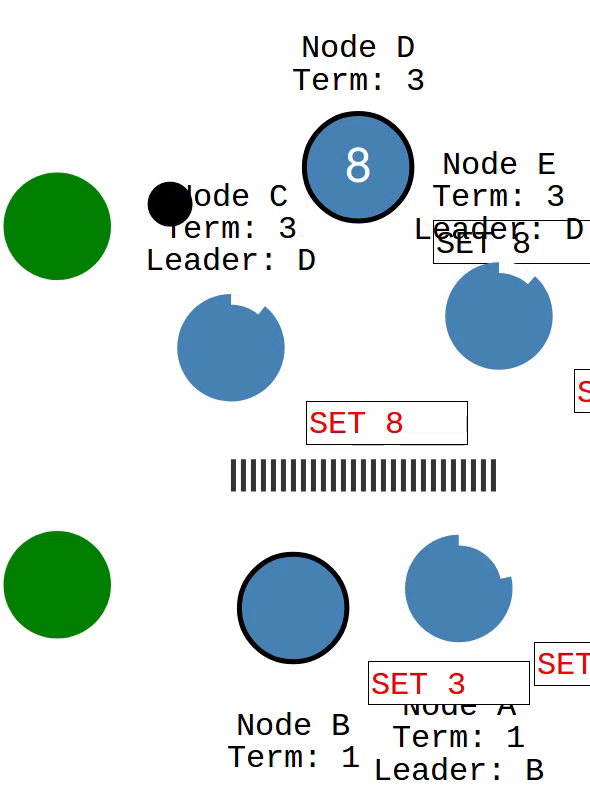 Node D
Term: 3
8
Node E
Term: 3
Leader: D
SET 8
Node C
Term: 3
Leader: D
SET 8
SET 3
SET
Node B
Term: 1
Node A
Term: 1
Leader: B